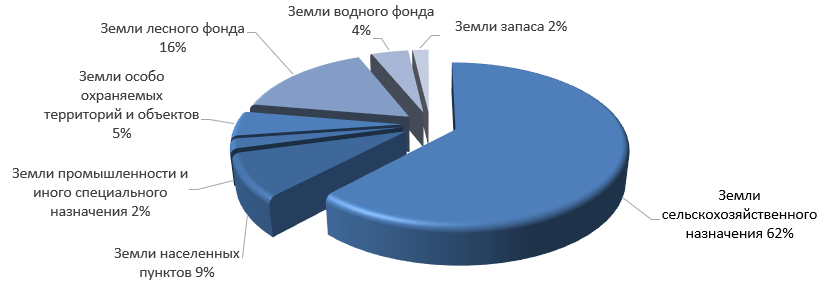 Земли водного фонда
4%
Земли запаса 2%
Земли лесного фонда
16%
Земли особо
охраняемых
территорий и объектов
5%
Земли промышленности и
иного специального
назначения 2%
Земли населенных
пунктов 9%
Земли
сельскохозяйственного
назначения 62%